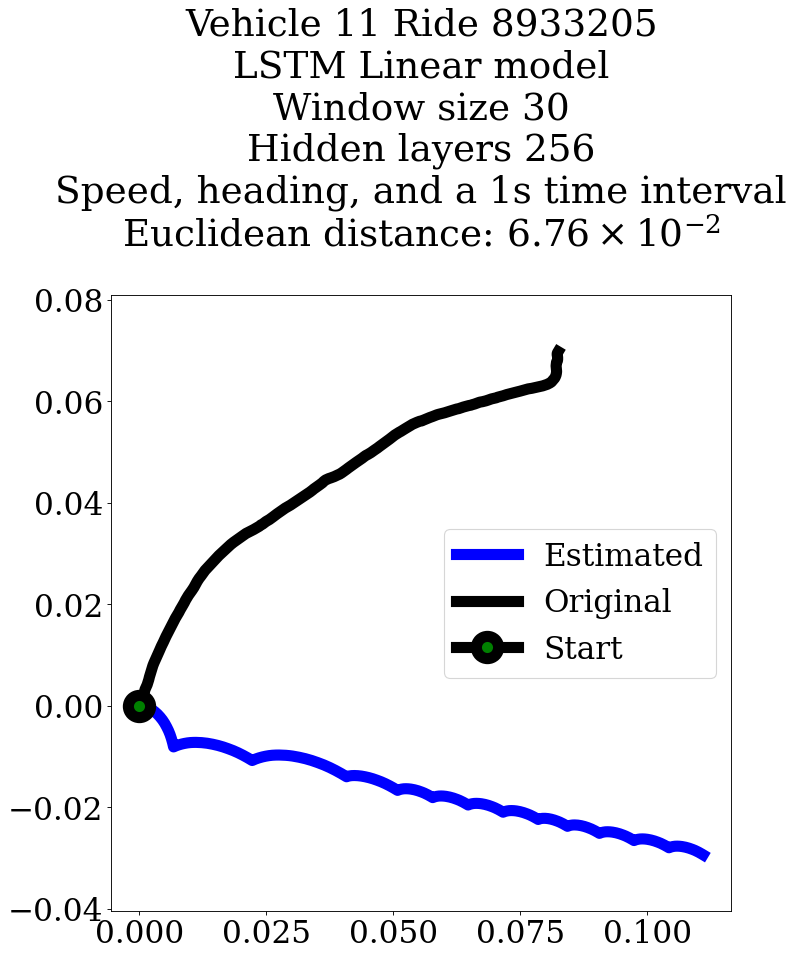 Vehicle 11 Ride 8933205
LSTM Linear model
Window size 30
Hidden layers 256
Speed, heading, and a 1s time interval
Euclidean distance: 6.76 × 10⁻²
0.08
0.06
0.04
0.02
0.00
−0.02
−0.04
Estimated
Original
Start
0.000 0.025 0.050 0.075 0.100